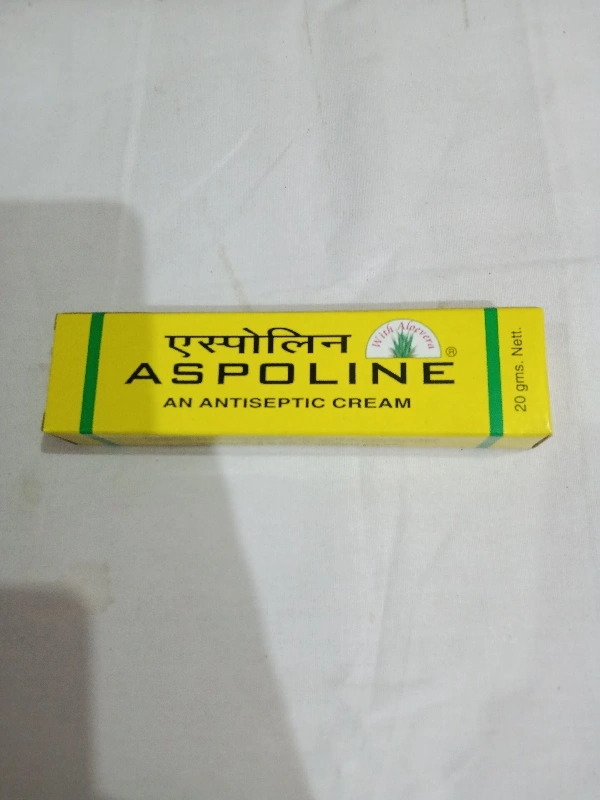 एस्पोलिन
With Aloevera
®
ASPOLINE
AN ANTISEPTIC CREAM
20 gms. Nett.